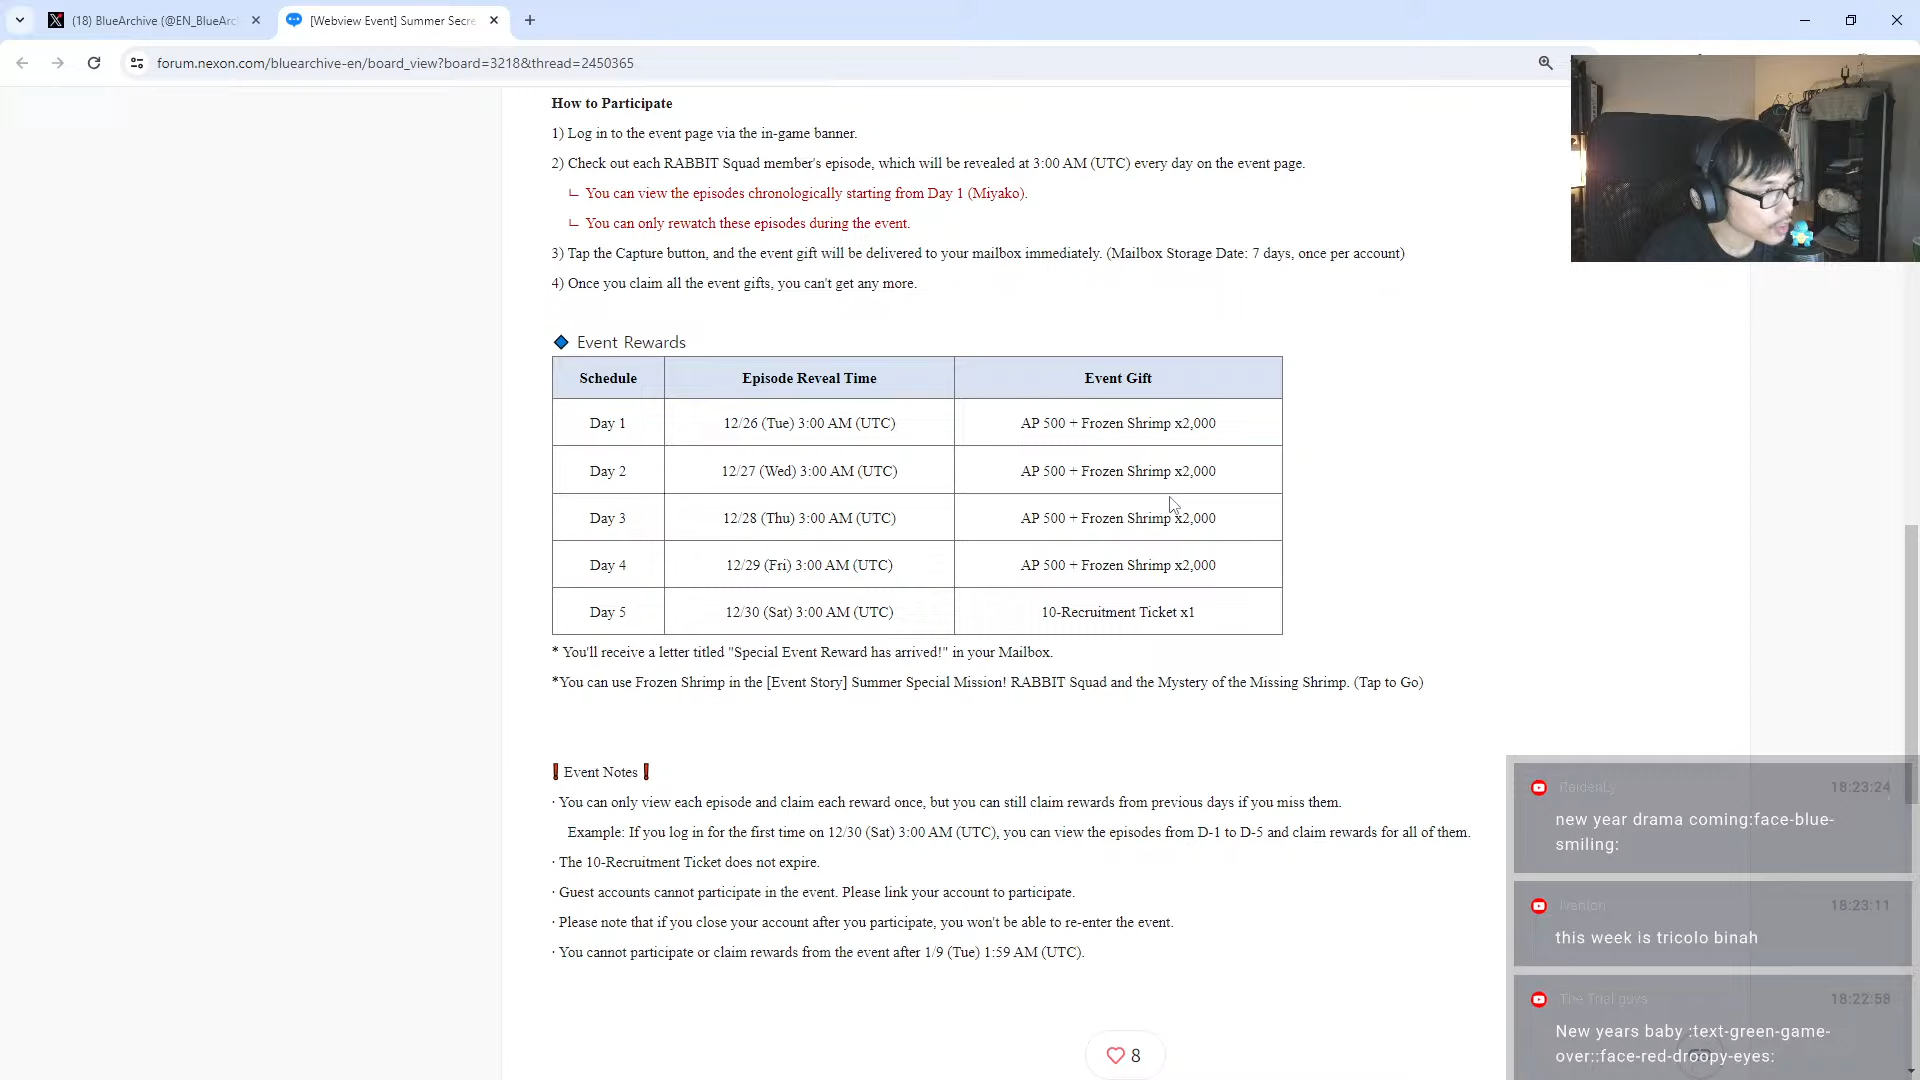 (18) BlueArchive (@EN_BlueArc
[Webview Event] Summer Secre
forum.nexon.com/bluearchive-en/board_view?board=3218&thread=2450365
How to Participate
1) Log in to the event page via the in-game banner.
2) Check out each RABBIT Squad member's episode, which will be revealed at 3:00 AM (UTC) every day on the event page.
ㄴ You can view the episodes chronologically starting from Day 1 (Miyako).
ㄴ You can only rewatch these episodes during the event.
3) Tap the Capture button, and the event gift will be delivered to your mailbox immediately. (Mailbox Storage Date: 7 days, once per account)
4) Once you claim all the event gifts, you can't get any more.
Event Rewards
Schedule Episode Reveal Time Event Gift
Day 1 12/26 (Tue) 3:00 AM (UTC) AP 500 + Frozen Shrimp x2,000
Day 2 12/27 (Wed) 3:00 AM (UTC) AP 500 + Frozen Shrimp x2,000
Day 3 12/28 (Thu) 3:00 AM (UTC) AP 500 + Frozen Shrimp x2,000
Day 4 12/29 (Fri) 3:00 AM (UTC) AP 500 + Frozen Shrimp x2,000
Day 5 12/30 (Sat) 3:00 AM (UTC) 10-Recruitment Ticket x1
* You'll receive a letter titled "Special Event Reward has arrived!" in your Mailbox.
*You can use Frozen Shrimp in the [Event Story] Summer Special Mission! RABBIT Squad and the Mystery of the Missing Shrimp. (Tap to Go)
❗Event Notes❗
· You can only view each episode and claim each reward once, but you can still claim rewards from previous days if you miss them.
Example: If you log in for the first time on 12/30 (Sat) 3:00 AM (UTC), you can view the episodes from D-1 to D-5 and claim rewards for all of them.
· The 10-Recruitment Ticket does not expire.
· Guest accounts cannot participate in the event. Please link your account to participate.
· Please note that if you close your account after you participate, you won't be able to re-enter the event.
· You cannot participate or claim rewards from the event after 1/9 (Tue) 1:59 AM (UTC).
8
RaidenLy 18:23:24
new year drama coming:face-blue-
smiling:
18:23:11
this week is tricolo binah
The Trial guys 18:22:58
New years baby :text-green-game-
over::face-red-droopy-eyes: